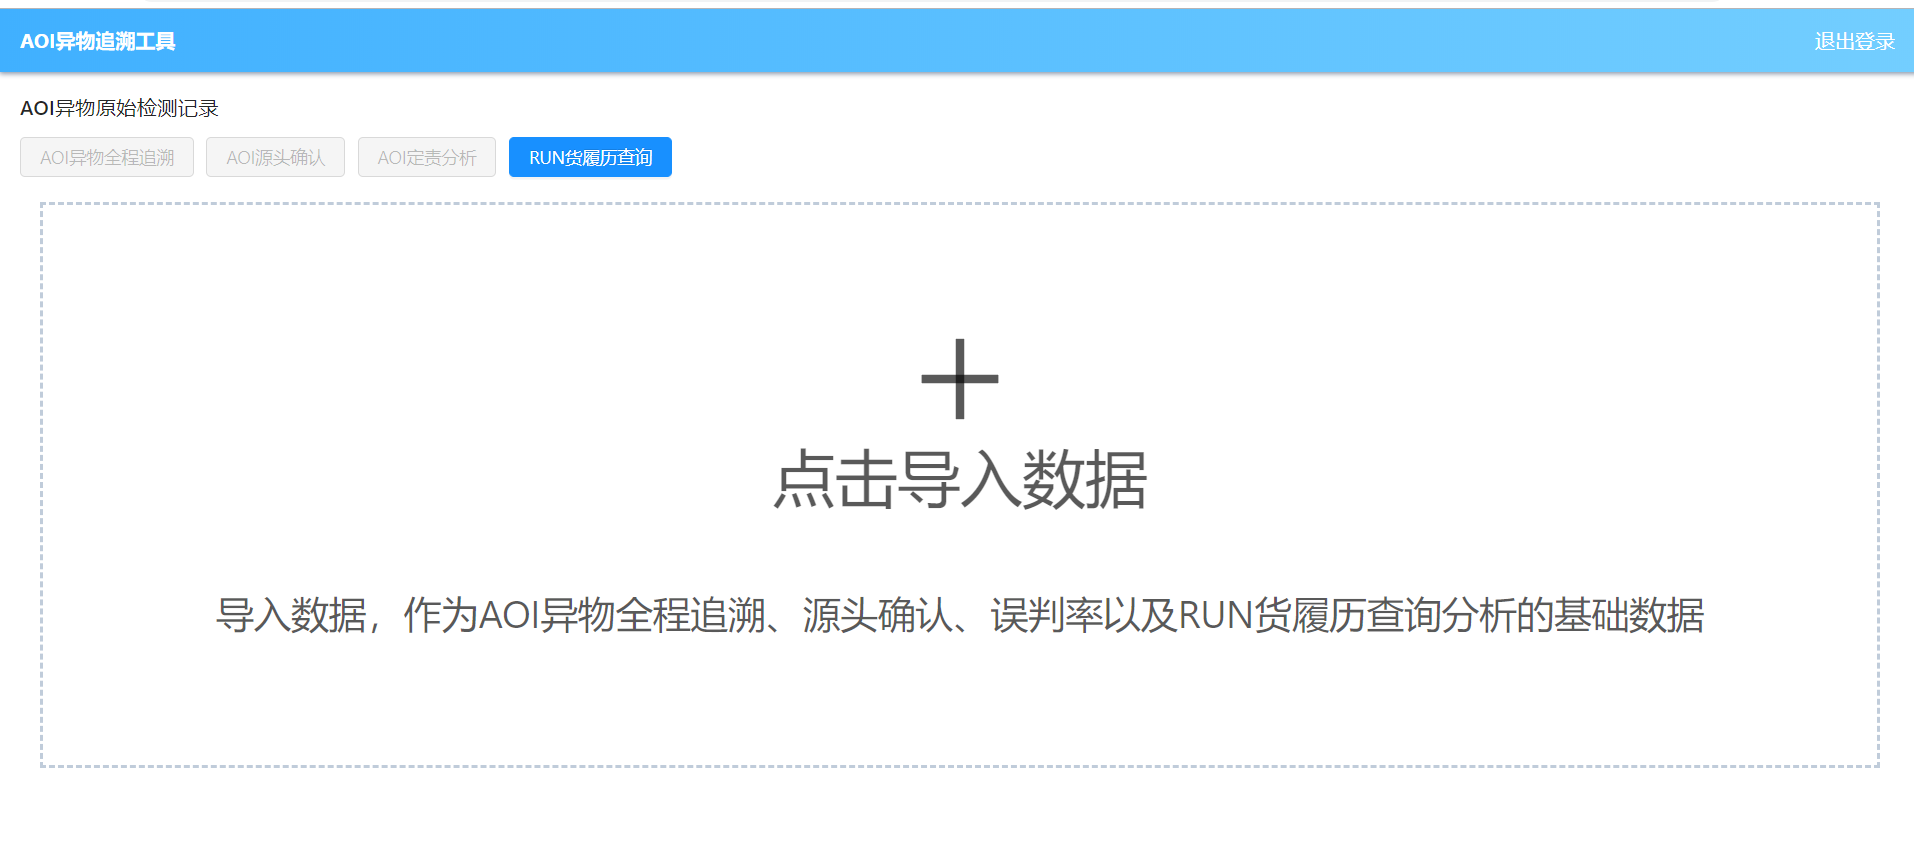 AOI异物追溯工具
退出登录
AOI异物原始检测记录
AOI异物全程追溯
AOI源头确认
AOI定责分析
RUN货履历查询
点击导入数据
导入数据，作为AOI异物全程追溯、源头确认、误判率以及RUN货履历查询分析的基础数据